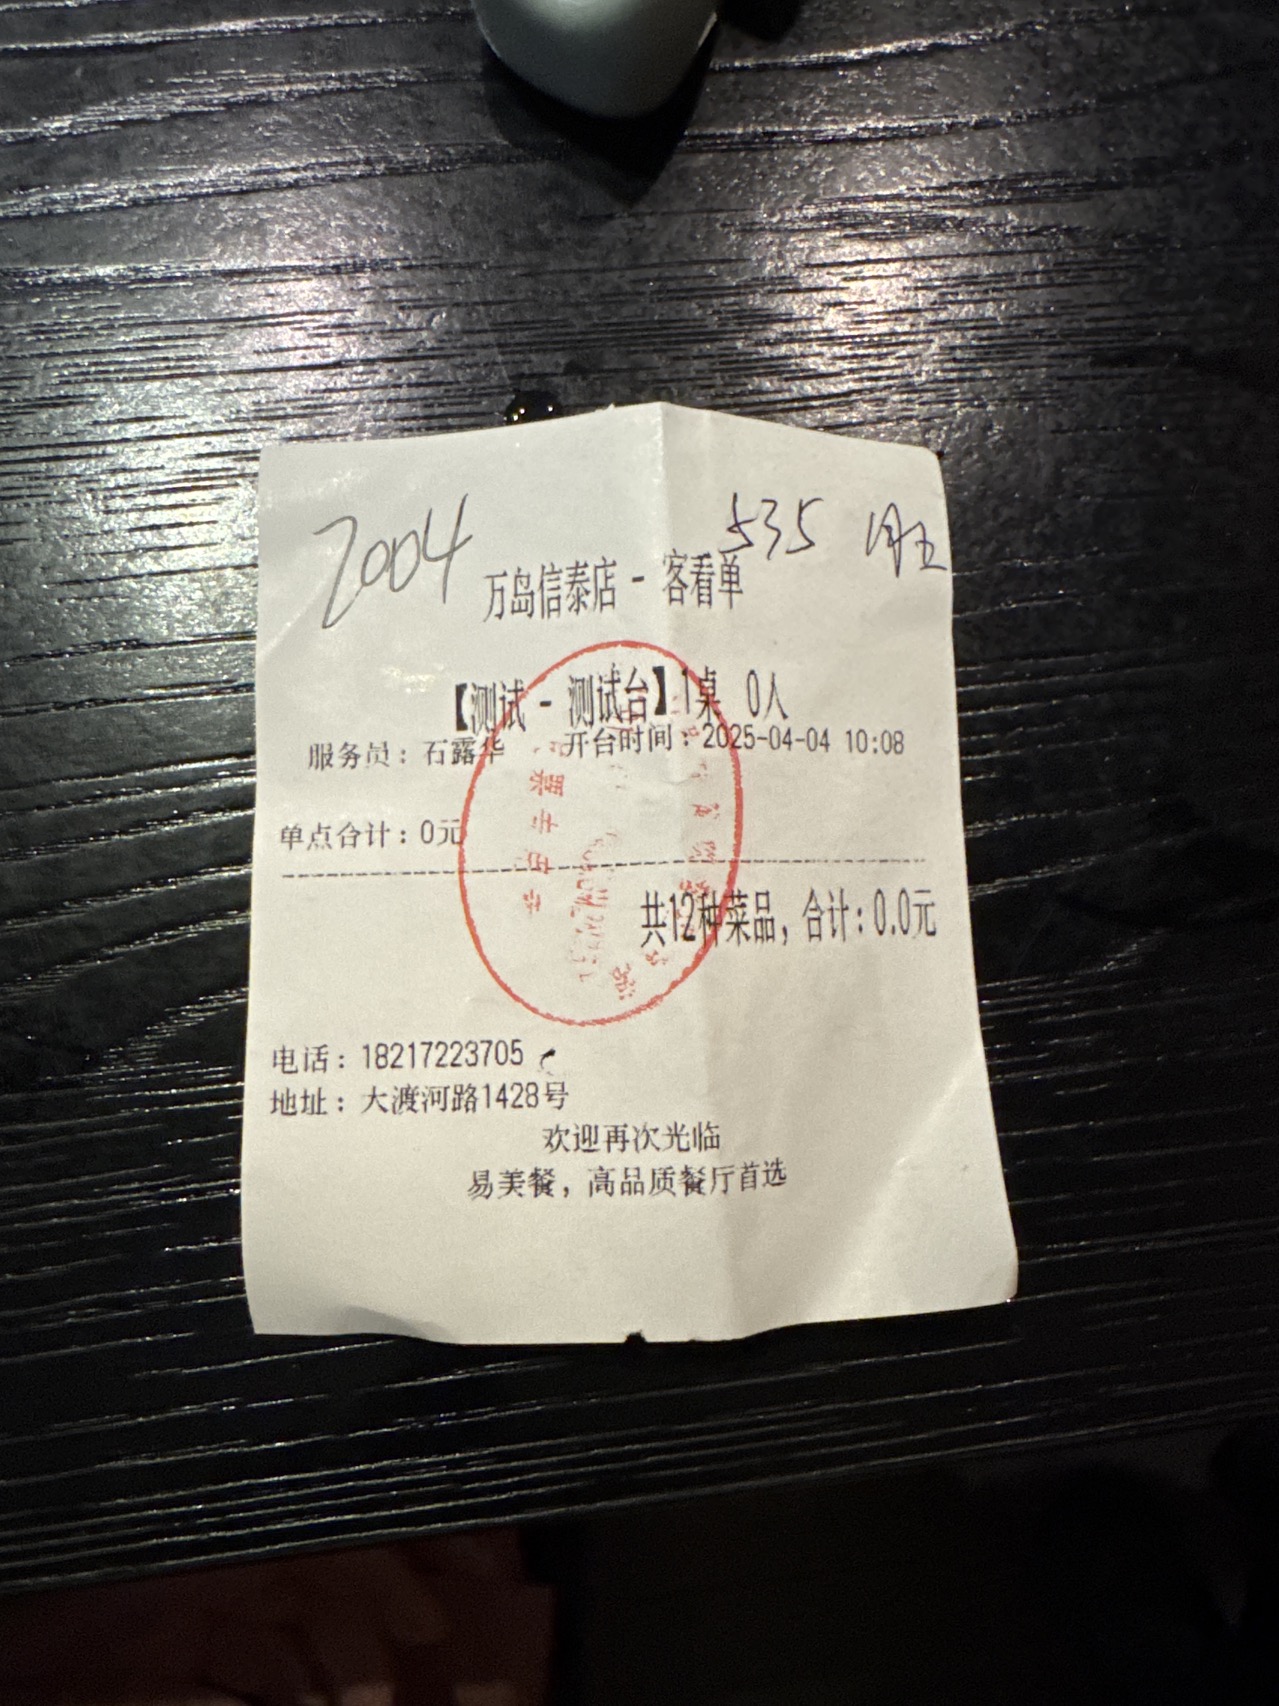 2004
535
万岛信泰店 - 客看单
【测试 - 测试台】1桌 0人
服务员：石露华 开台时间：2025-04-04 10:08
单点合计：0元
共12种菜品，合计：0.0元
电话：18217223705
地址：大渡河路1428号
欢迎再次光临
易美餐，高品质餐厅首选